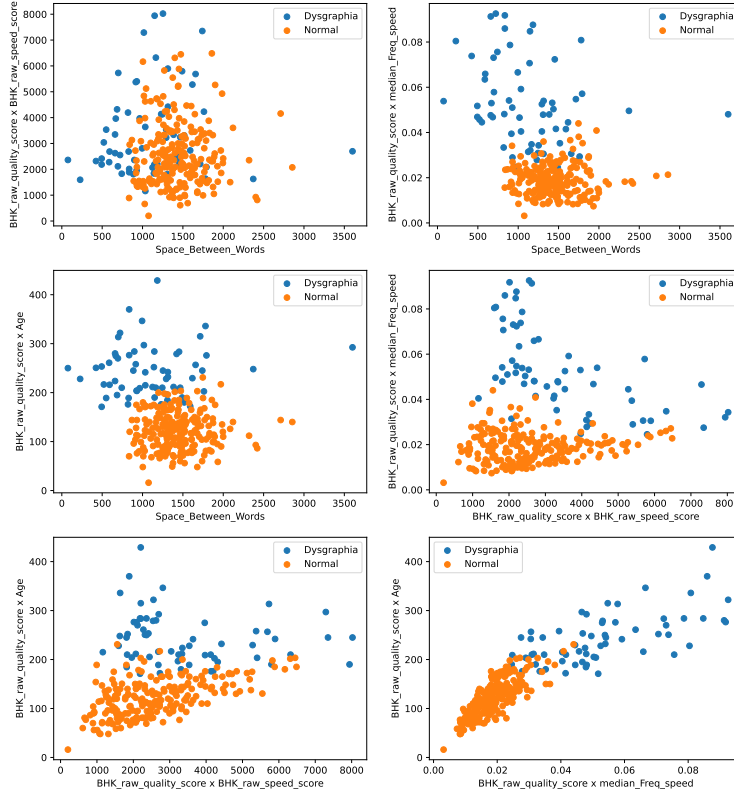 BHK_raw_quality_score x BHK_raw_speed_score
8000
7000
6000
5000
4000
3000
2000
1000
0
Dysgraphia
Normal
0 500 1000 1500 2000 2500 3000 3500
Space_Between_Words
BHK_raw_quality_score x median_Freq_speed
0.08
0.06
0.04
0.02
0.00
Dysgraphia
Normal
0 500 1000 1500 2000 2500 3000 3500
Space_Between_Words
BHK_raw_quality_score x Age
400
300
200
100
0
Dysgraphia
Normal
0 500 1000 1500 2000 2500 3000 3500
Space_Between_Words
BHK_raw_quality_score x median_Freq_speed
0.08
0.06
0.04
0.02
0.00
Dysgraphia
Normal
0 1000 2000 3000 4000 5000 6000 7000 8000
BHK_raw_quality_score x BHK_raw_speed_score
BHK_raw_quality_score x Age
400
300
200
100
0
Dysgraphia
Normal
0 1000 2000 3000 4000 5000 6000 7000 8000
BHK_raw_quality_score x BHK_raw_speed_score
BHK_raw_quality_score x Age
400
300
200
100
0
Dysgraphia
Normal
0.00 0.02 0.04 0.06 0.08
BHK_raw_quality_score x median_Freq_speed